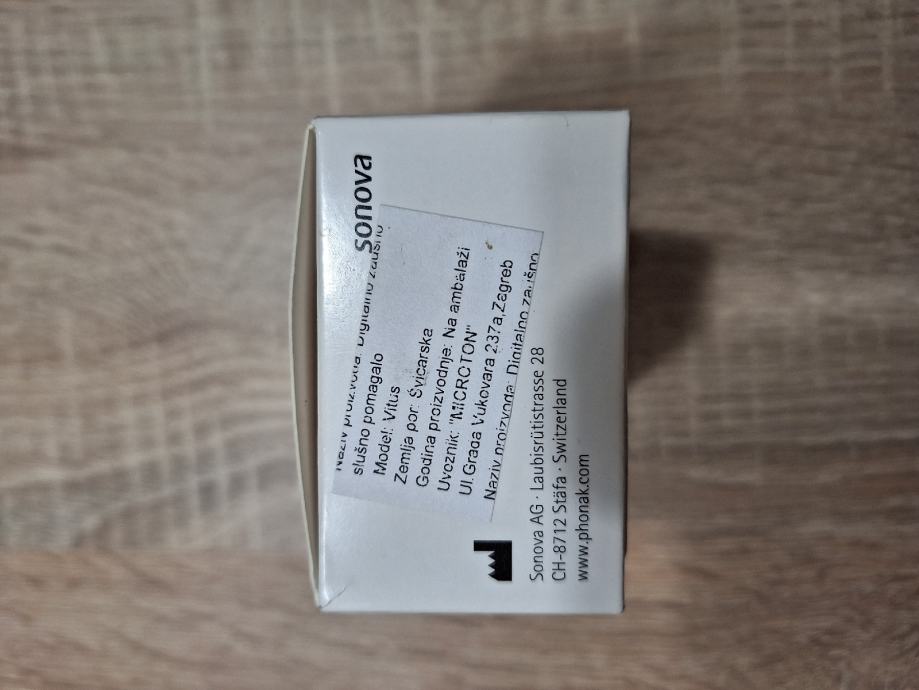 sonova
Naziv proizvoda: Digitalno zaušno
slušno pomagalo
Model: Vitus
Zemlja por: Švicarska
Godina proizvodnje: Na ambalaži
Uvoznik: "MICROTON"
Ul.Grada Vukovara 237a,Zagreb
Naziv proizvoda: Digitalno zaušno
Sonova AG · Laubisrütistrasse 28
CH-8712 Stäfa · Switzerland
www.phonak.com